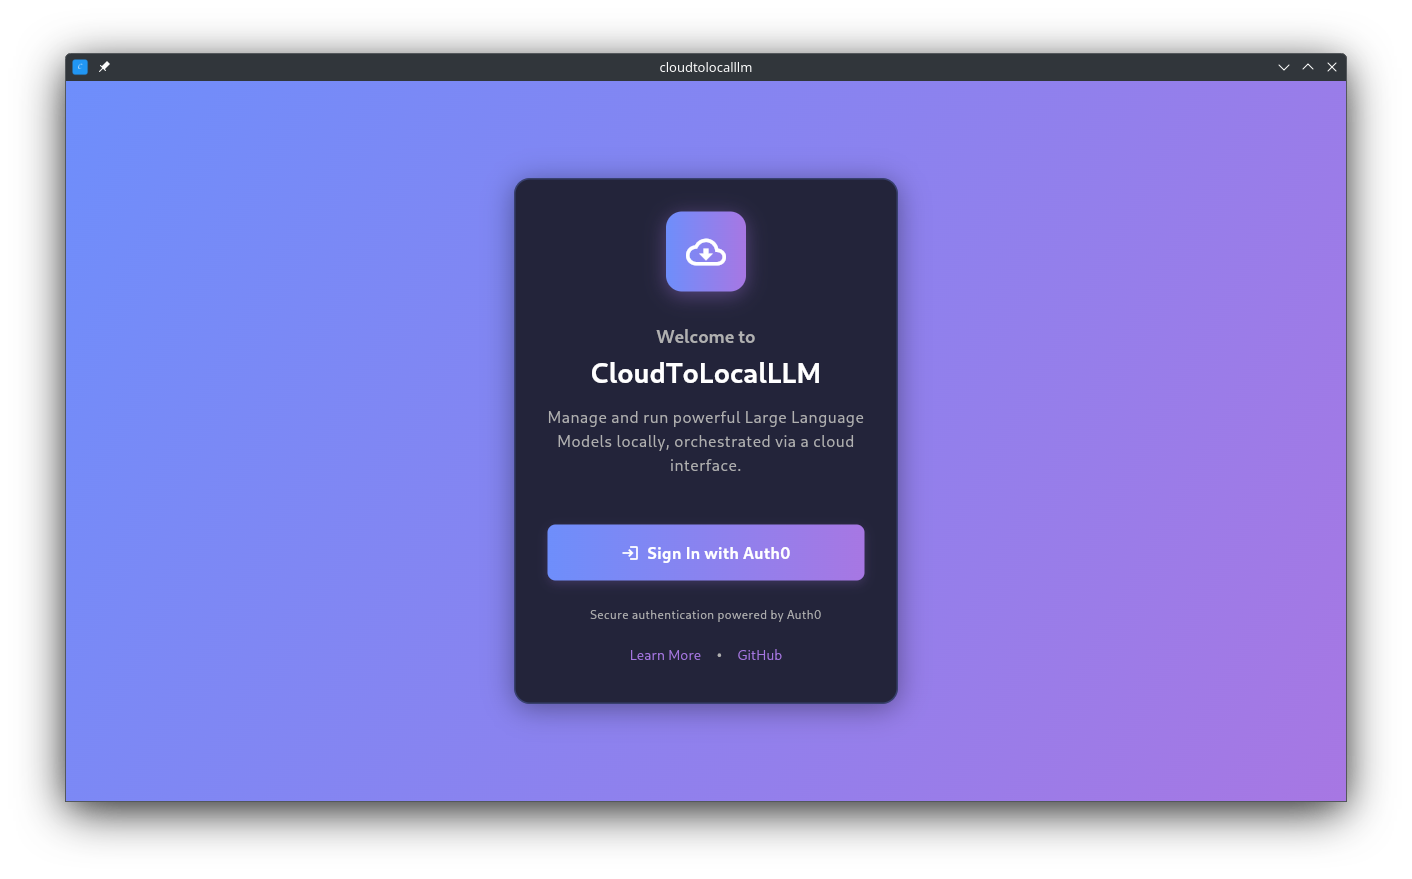 cloudtolocalllm
Welcome to
CloudToLocalLLM
Manage and run powerful Large Language
Models locally, orchestrated via a cloud
interface.
Sign In with Auth0
Secure authentication powered by Auth0
Learn More • GitHub